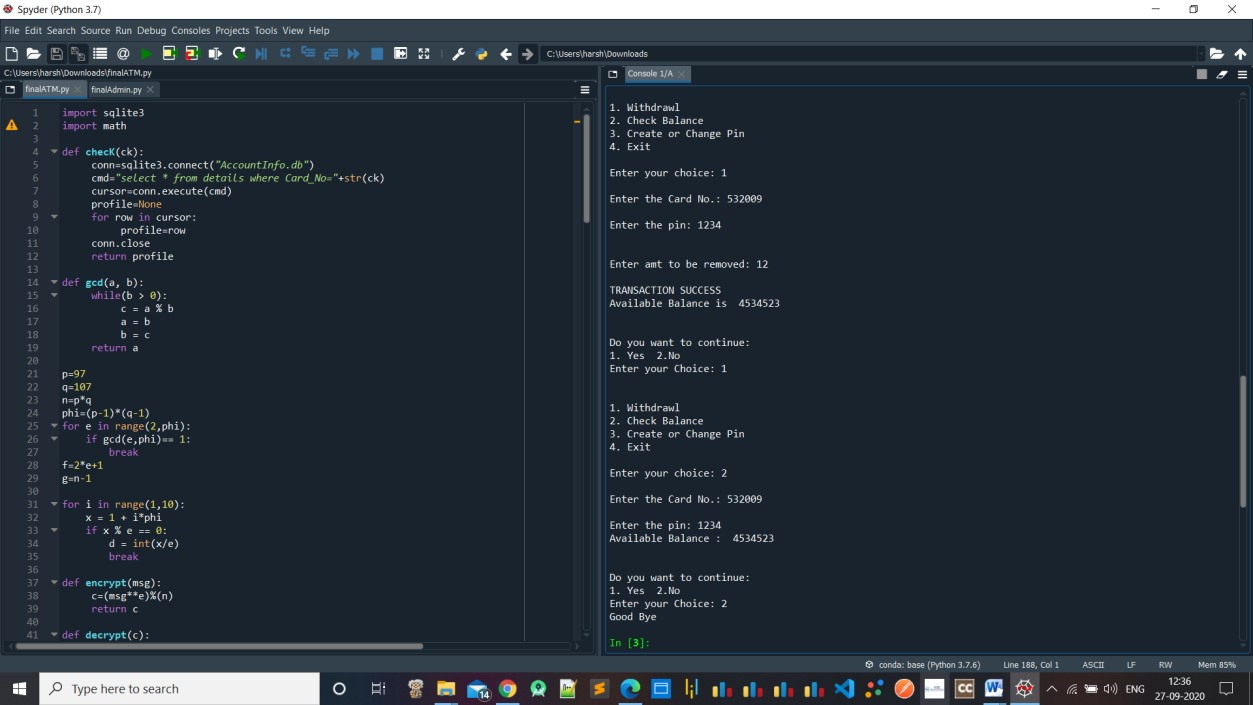 Spyder (Python 3.7)
File Edit Search Source Run Debug Consoles Projects Tools View Help
C:\Users\harsh\Downloads
C:\Users\harsh\Downloads\finalATM.py
finalATM.py finalAdmin.py
1 import sqlite3
2 import math
3
4 def checK(ck):
5 conn=sqlite3.connect("AccountInfo.db")
6 cmd="select * from details where Card_No="+str(ck)
7 cursor=conn.execute(cmd)
8 profile=None
9 for row in cursor:
10 profile=row
11 conn.close
12 return profile
13
14 def gcd(a, b):
15 while(b > 0):
16 c = a % b
17 a = b
18 b = c
19 return a
20
21 p=97
22 q=107
23 n=p*q
24 phi=(p-1)*(q-1)
25 for e in range(2,phi):
26 if gcd(e,phi)== 1:
27 break
28 f=2*e+1
29 g=n-1
30
31 for i in range(1,10):
32 x = 1 + i*phi
33 if x % e == 0:
34 d = int(x/e)
35 break
36
37 def encrypt(msg):
38 c=(msg**e)%(n)
39 return c
40
41 def decrypt(c):
Console 1/A
1. Withdrawl
2. Check Balance
3. Create or Change Pin
4. Exit
Enter your choice: 1
Enter the Card No.: 532009
Enter the pin: 1234
Enter amt to be removed: 12
TRANSACTION SUCCESS
Available Balance is  4534523
Do you want to continue:
1. Yes  2.No
Enter your Choice: 1
1. Withdrawl
2. Check Balance
3. Create or Change Pin
4. Exit
Enter your choice: 2
Enter the Card No.: 532009
Enter the pin: 1234
Available Balance :  4534523
Do you want to continue:
1. Yes  2.No
Enter your Choice: 2
Good Bye
In [3]:
conda: base (Python 3.7.6) Line 188, Col 1 ASCII LF RW Mem 85%
Type here to search
14
CC
W
ENG
12:36
27-09-2020